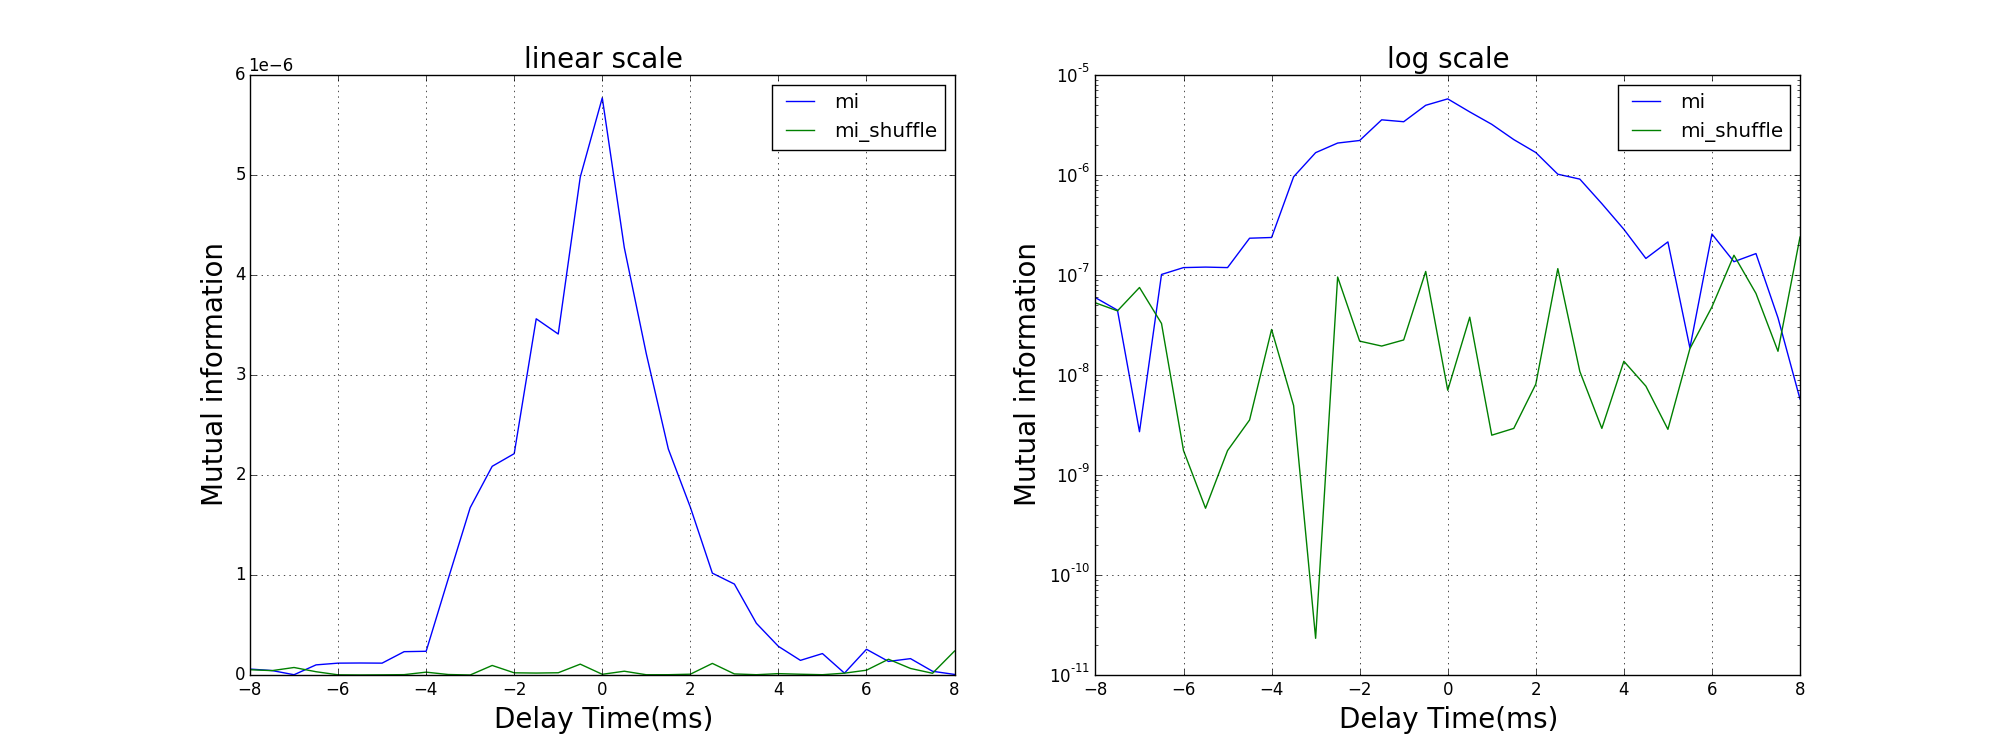 linear scale
1e−6
mi
mi_shuffle
6
5
4
3
2
1
0
−8 −6 −4 −2 0 2 4 6 8
Mutual information
Delay Time(ms)
log scale
mi
mi_shuffle
10^-5
10^-6
10^-7
10^-8
10^-9
10^-10
10^-11
−8 −6 −4 −2 0 2 4 6 8
Mutual information
Delay Time(ms)